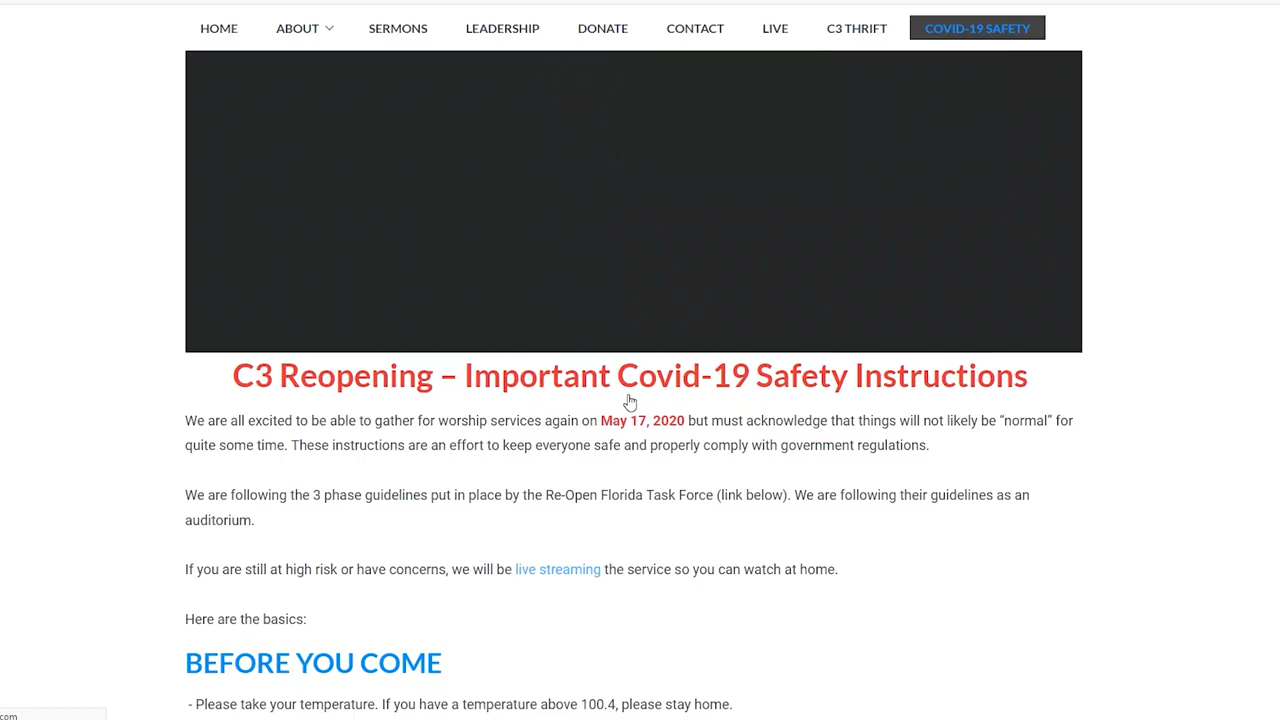 HOME ABOUT SERMONS LEADERSHIP DONATE CONTACT LIVE C3 THRIFT COVID-19 SAFETY
C3 Reopening – Important Covid-19 Safety Instructions
We are all excited to be able to gather for worship services again on May 17, 2020 but must acknowledge that things will not likely be “normal” for
quite some time. These instructions are an effort to keep everyone safe and properly comply with government regulations.
We are following the 3 phase guidelines put in place by the Re-Open Florida Task Force (link below). We are following their guidelines as an
auditorium.
If you are still at high risk or have concerns, we will be live streaming the service so you can watch at home.
Here are the basics:
BEFORE YOU COME
- Please take your temperature. If you have a temperature above 100.4, please stay home.
com